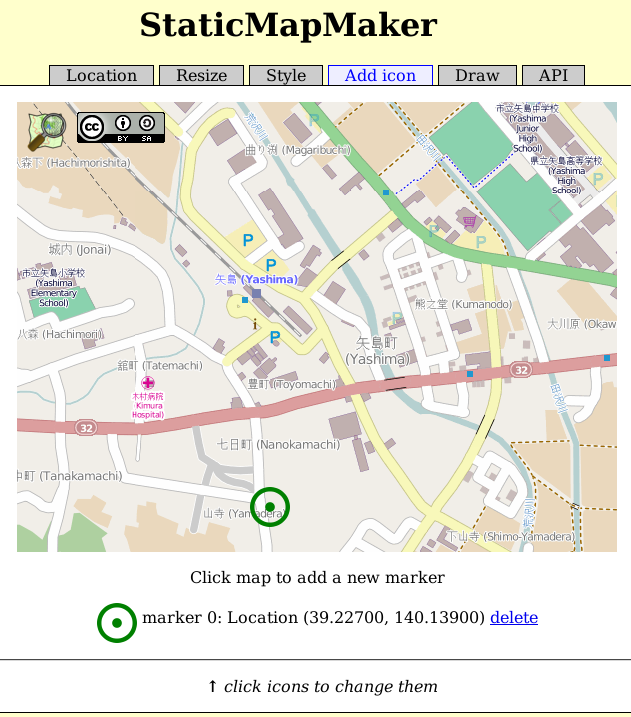 StaticMapMaker
Location
Resize
Style
Add icon
Draw
API
cc
BY SA
市立矢島中学校
(Yashima
Junior
High
School)
P
曲り渕 (Magaribuchi)
森下 (Hachimorishita)
県立矢島高等学校
(Yashima
High
School)
P
P
P
P
城内 (Jonai)
P
市立矢島小学校
(Yashima
Elementary
School)
矢島 (Yashima)
熊之堂 (Kumanodo)
P
i
大川原 (Okaw
八森 (Hachimori)
P
矢島町
(Yashima)
舘町 (Tatemachi)
豊町 (Toyomachi)
32
木村病院
(Kimura
Hospital)
32
七日町 (Nanokamachi)
中町 (Tanakamachi)
山寺 (Yamadera)
下山寺 (Shimo-Yamadera)
Click map to add a new marker
marker 0: Location (39.22700, 140.13900) delete
↑ click icons to change them